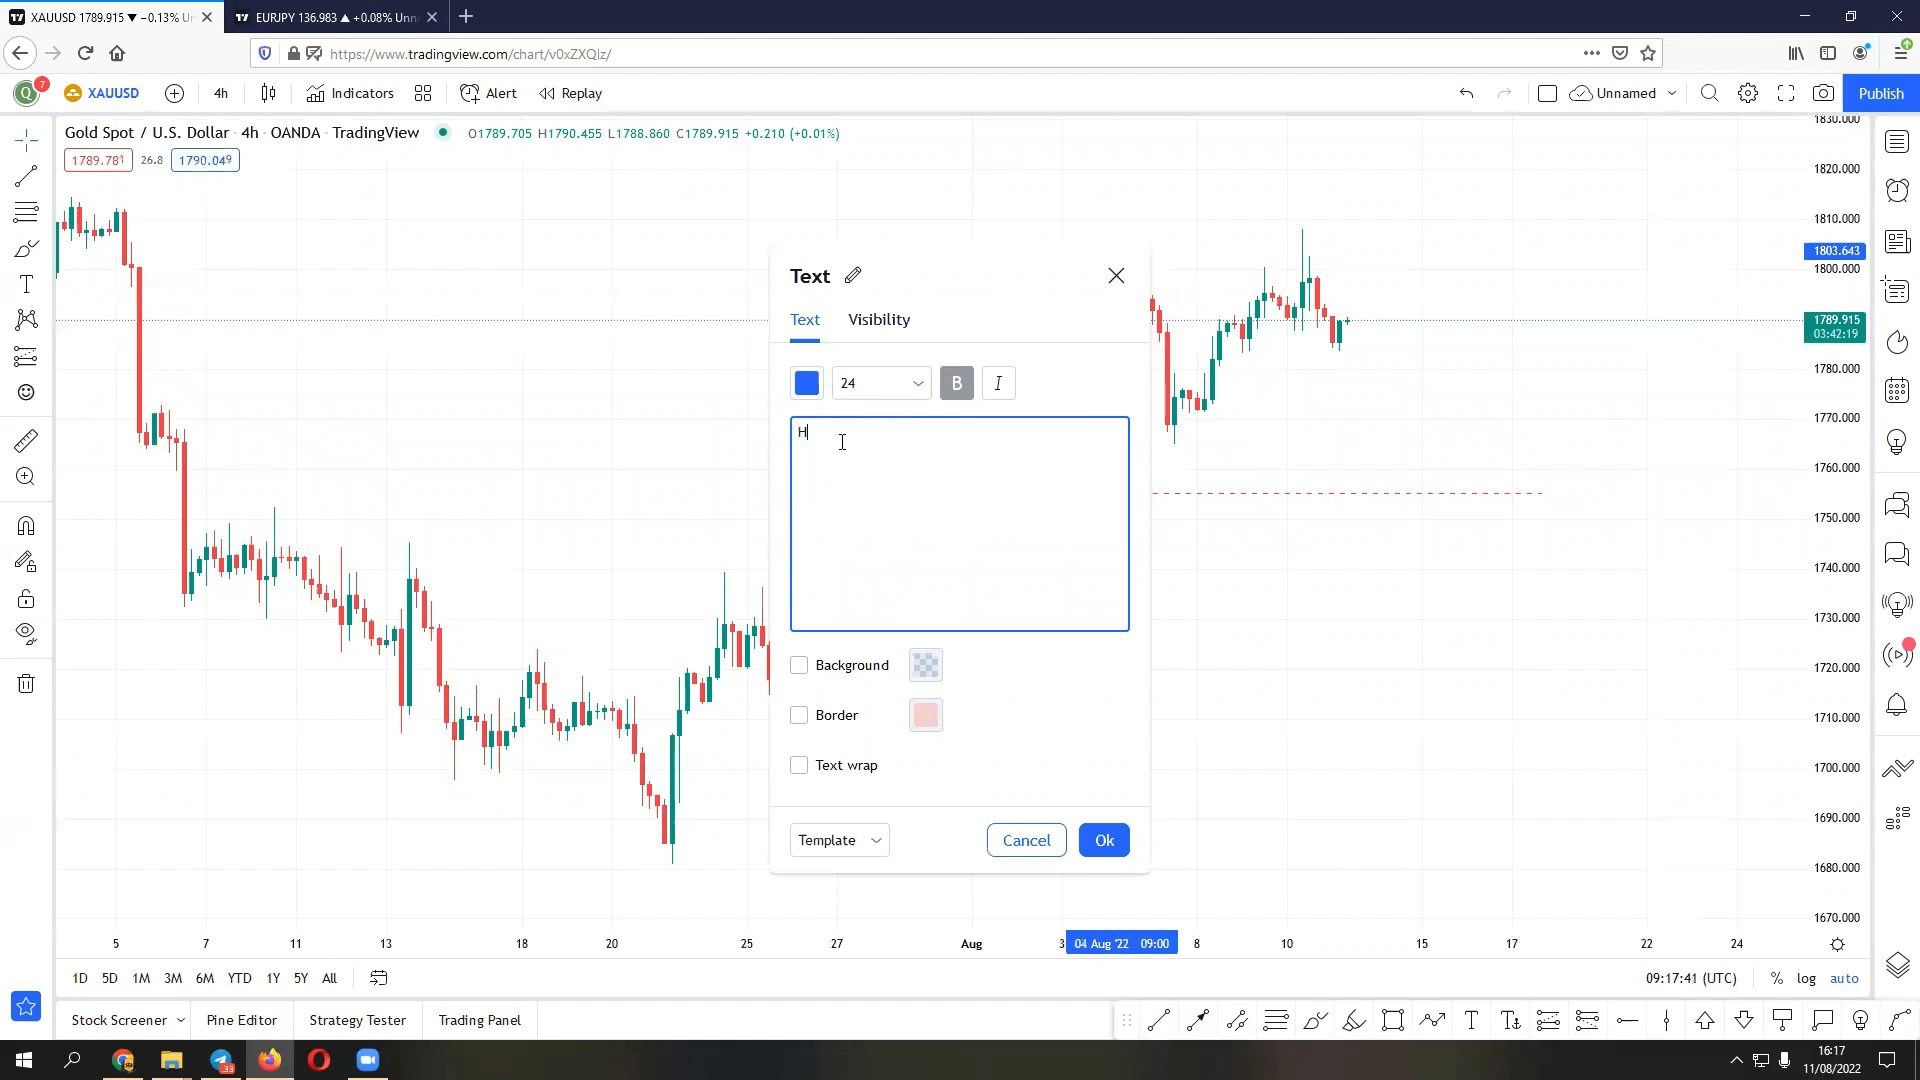 XAUUSD 1789.915 ▼ −0.13% Un
EURJPY 136.983 ▲ +0.08% Unn
https://www.tradingview.com/chart/v0xZXQlz/
Q
7
XAUUSD
4h
Indicators
Alert
Replay
Unnamed
Publish
Gold Spot / U.S. Dollar · 4h · OANDA · TradingView
O1789.705 H1790.455 L1788.860 C1789.915 +0.210 (+0.01%)
1789.781
26.8
1790.049
1830.000
1820.000
1810.000
1803.643
1800.000
1789.915
03:42:19
1780.000
1770.000
1760.000
1750.000
1740.000
1730.000
1720.000
1710.000
1700.000
1690.000
1680.000
1670.000
Text
Text
Visibility
24
B
I
H
Background
Border
Text wrap
Template
Cancel
Ok
5
7
11
13
18
20
25
27
Aug
3
04 Aug '22 09:00
8
10
15
17
22
24
1D
5D
1M
3M
6M
YTD
1Y
5Y
All
09:17:41 (UTC)
%
log
auto
Stock Screener
Pine Editor
Strategy Tester
Trading Panel
33
16:17
11/08/2022